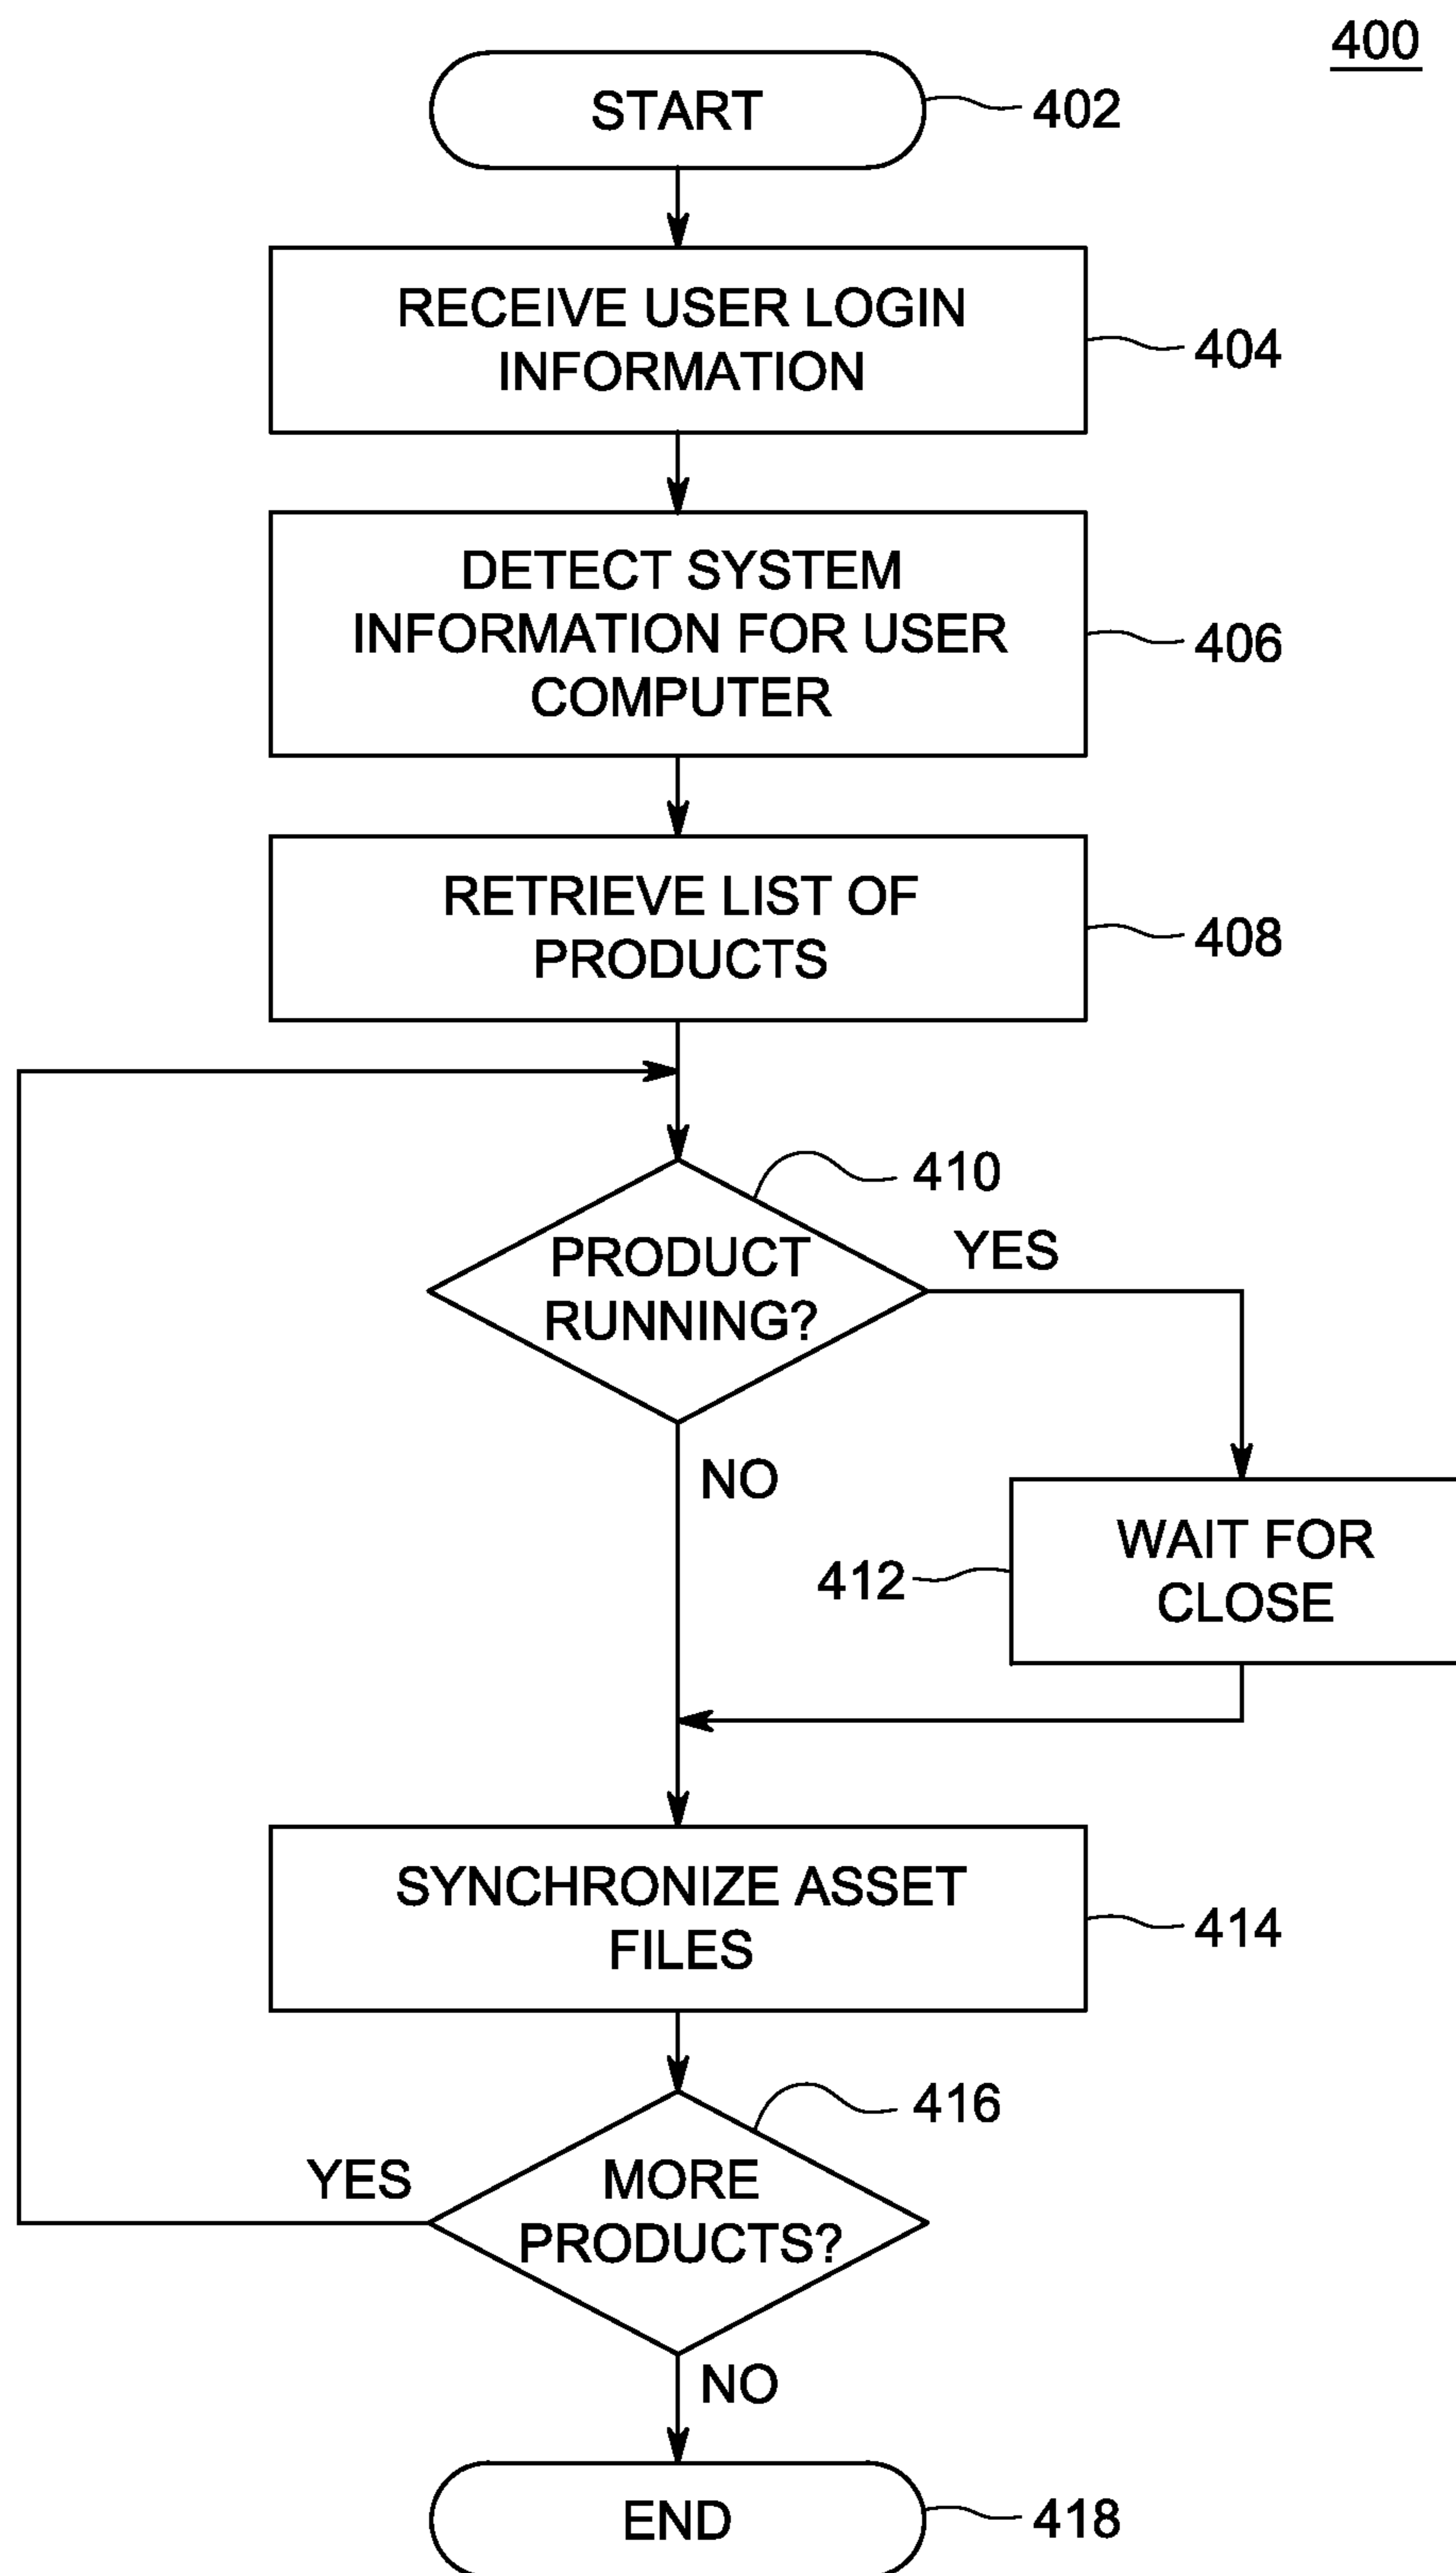 400
START
402
RECEIVE USER LOGIN
INFORMATION
404
DETECT SYSTEM
INFORMATION FOR USER
COMPUTER
406
RETRIEVE LIST OF
PRODUCTS
408
410
PRODUCT
RUNNING?
YES
NO
WAIT FOR
CLOSE
412
SYNCHRONIZE ASSET
FILES
414
416
MORE
PRODUCTS?
YES
NO
END
418